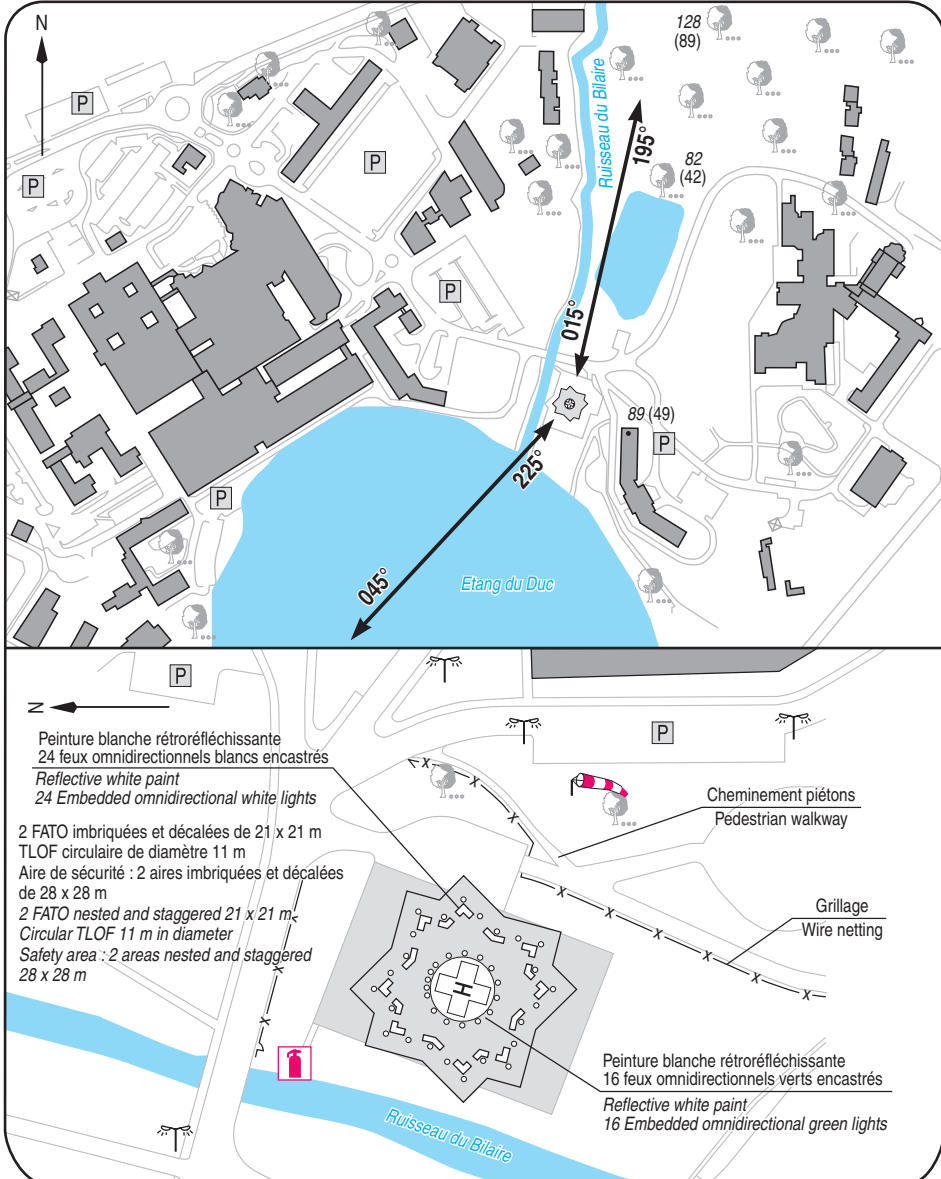 N
128
(89)
P
Ruisseau du Bilaire
195°
P
82
(42)
P
P
015°
89 (49)
P
225°
P
045°
Etang du Duc
P
N
P
Peinture blanche rétroréfléchissante
24 feux omnidirectionnels blancs encastrés
Reflective white paint
24 Embedded omnidirectional white lights
Cheminement piétons
Pedestrian walkway
2 FATO imbriquées et décalées de 21 x 21 m
TLOF circulaire de diamètre 11 m
Aire de sécurité : 2 aires imbriquées et décalées
de 28 x 28 m
2 FATO nested and staggered 21 x 21 m
Circular TLOF 11 m in diameter
Safety area : 2 areas nested and staggered
28 x 28 m
Grillage
Wire netting
H
Peinture blanche rétroréfléchissante
16 feux omnidirectionnels verts encastrés
Reflective white paint
16 Embedded omnidirectional green lights
Ruisseau du Bilaire